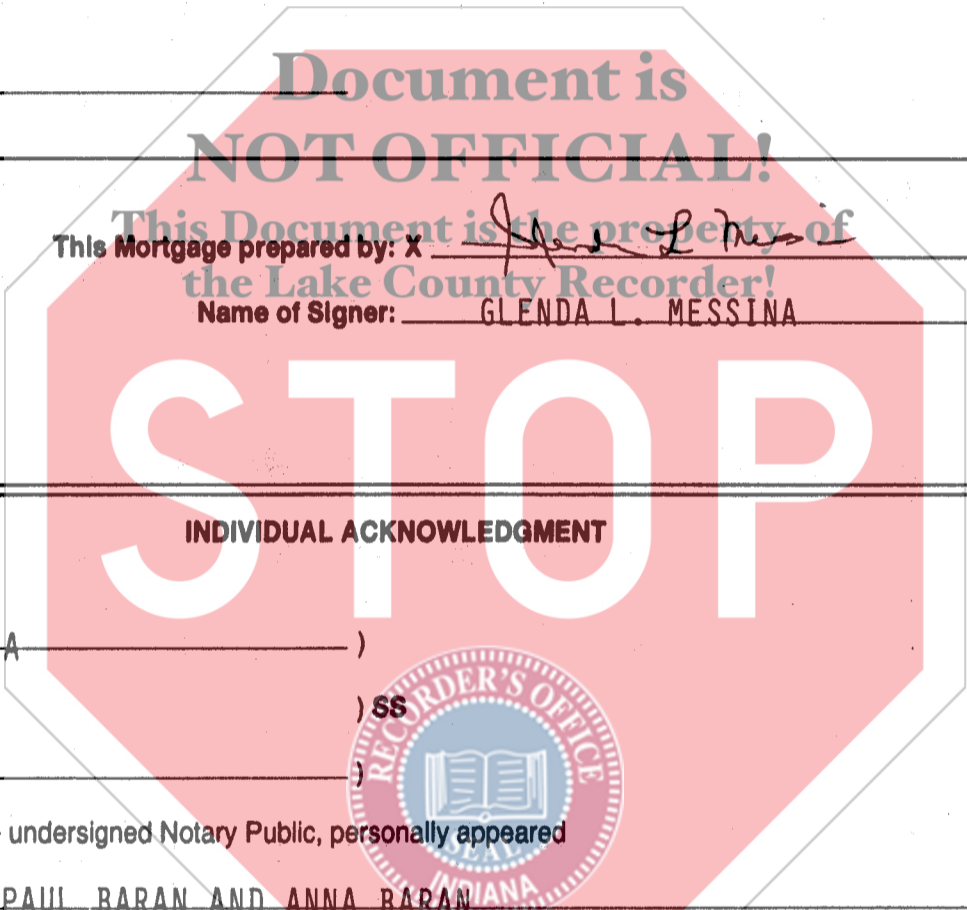 Document is
NOT OFFICIAL!
This Document is the property of
This Mortgage prepared by: X
the Lake County Recorder!
Name of Signer: GLENDA L. MESSINA
STOP
INDIVIDUAL ACKNOWLEDGMENT
A )
) SS
)
RECORDER'S OFFICE
undersigned Notary Public, personally appeared
SEAL
INDIANA
PAUL BARAN AND ANNA BARAN